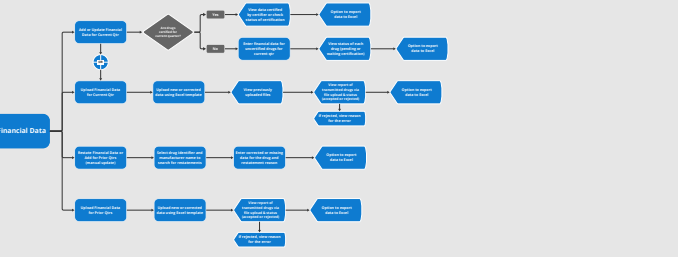 inancial Data
Add or Update Financial
Data for Current Qtr
Are drugs
certified for
current quarter?
Yes
View data certified
by certifier or check
status of certification
Option to export
data to Excel
No
Enter financial data for
uncertified drugs for
current qtr
View status of each
drug (pending or
awaiting certification)
Option to export
data to Excel
Upload Financial Data
for Current Qtr
Upload new or corrected
data using Excel template
View previously
uploaded files
View report of
transmitted drugs via
file upload & status
(accepted or rejected)
Option to export
data to Excel
If rejected, view reason
for the error
Restate Financial Data or
Add for Prior Qtrs
(manual update)
Select drug identifier and
manufacturer name to
search for restatements
Enter corrected or missing
data for the drug and
restatement reason
Option to export
data to Excel
Upload Financial Data
for Prior Qtrs
Upload new or corrected
data using Excel template
View report of
transmitted drugs via
file upload & status
(accepted or rejected)
Option to export
data to Excel
If rejected, view reason
for the error